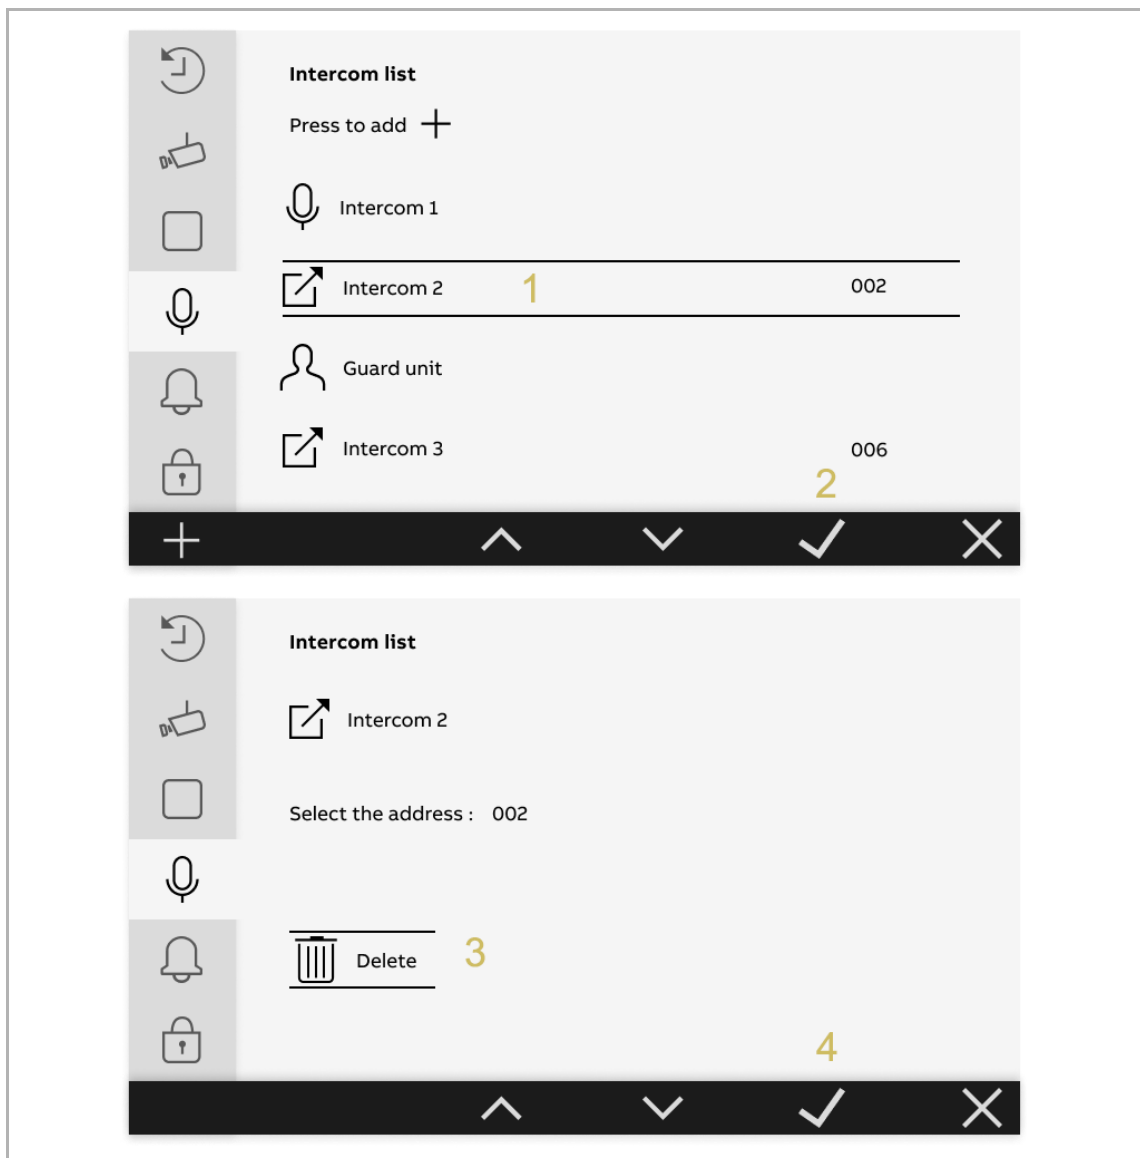 Intercom list
Press to add
Intercom 1
Intercom 2 1 002
Guard unit
Intercom 3 006
2
Intercom list
Intercom 2
Select the address : 002
Delete 3
4